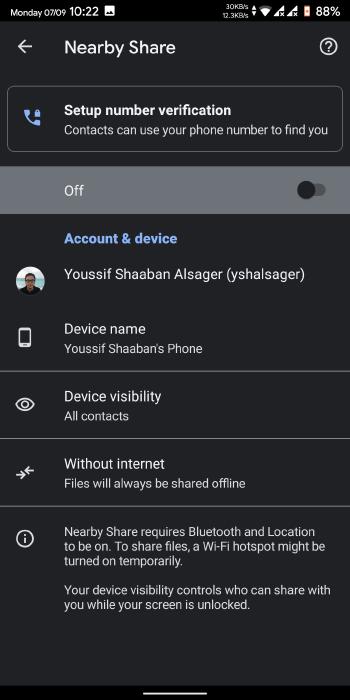 Monday 07/09 10:22
30KB/s
12.3KB/s
88%
Nearby Share
Setup number verification
Contacts can use your phone number to find you
Off
Account & device
Youssif Shaaban Alsager (yshalsager)
Device name
Youssif Shaaban's Phone
Device visibility
All contacts
Without internet
Files will always be shared offline
Nearby Share requires Bluetooth and Location
to be on. To share files, a Wi-Fi hotspot might be
turned on temporarily.
Your device visibility controls who can share with
you while your screen is unlocked.